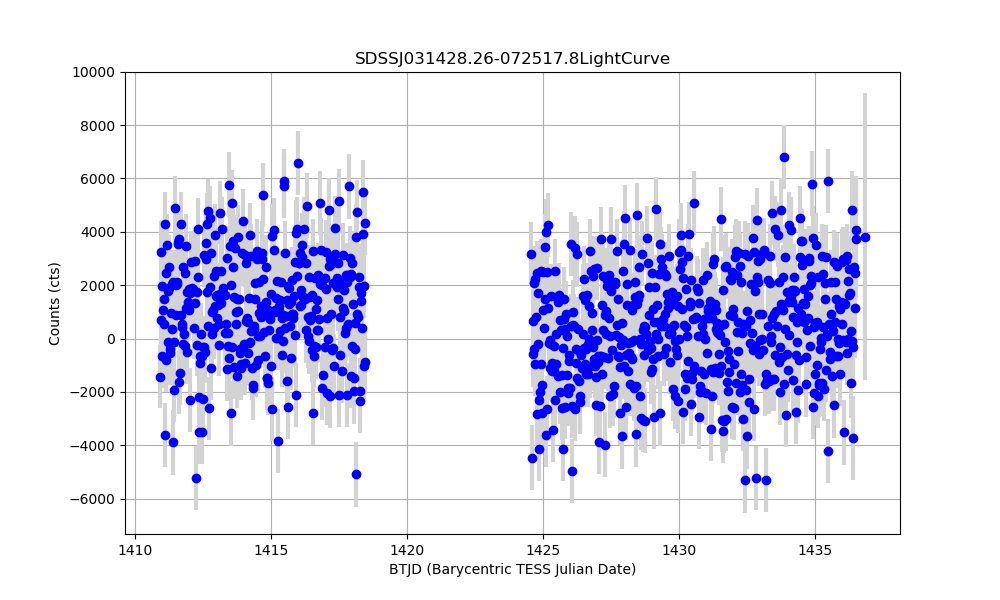 SDSSJ031428.26-072517.8LightCurve
10000
8000
6000
4000
2000
0
−2000
−4000
−6000
Counts (cts)
1410 1415 1420 1425 1430 1435
BTJD (Barycentric TESS Julian Date)